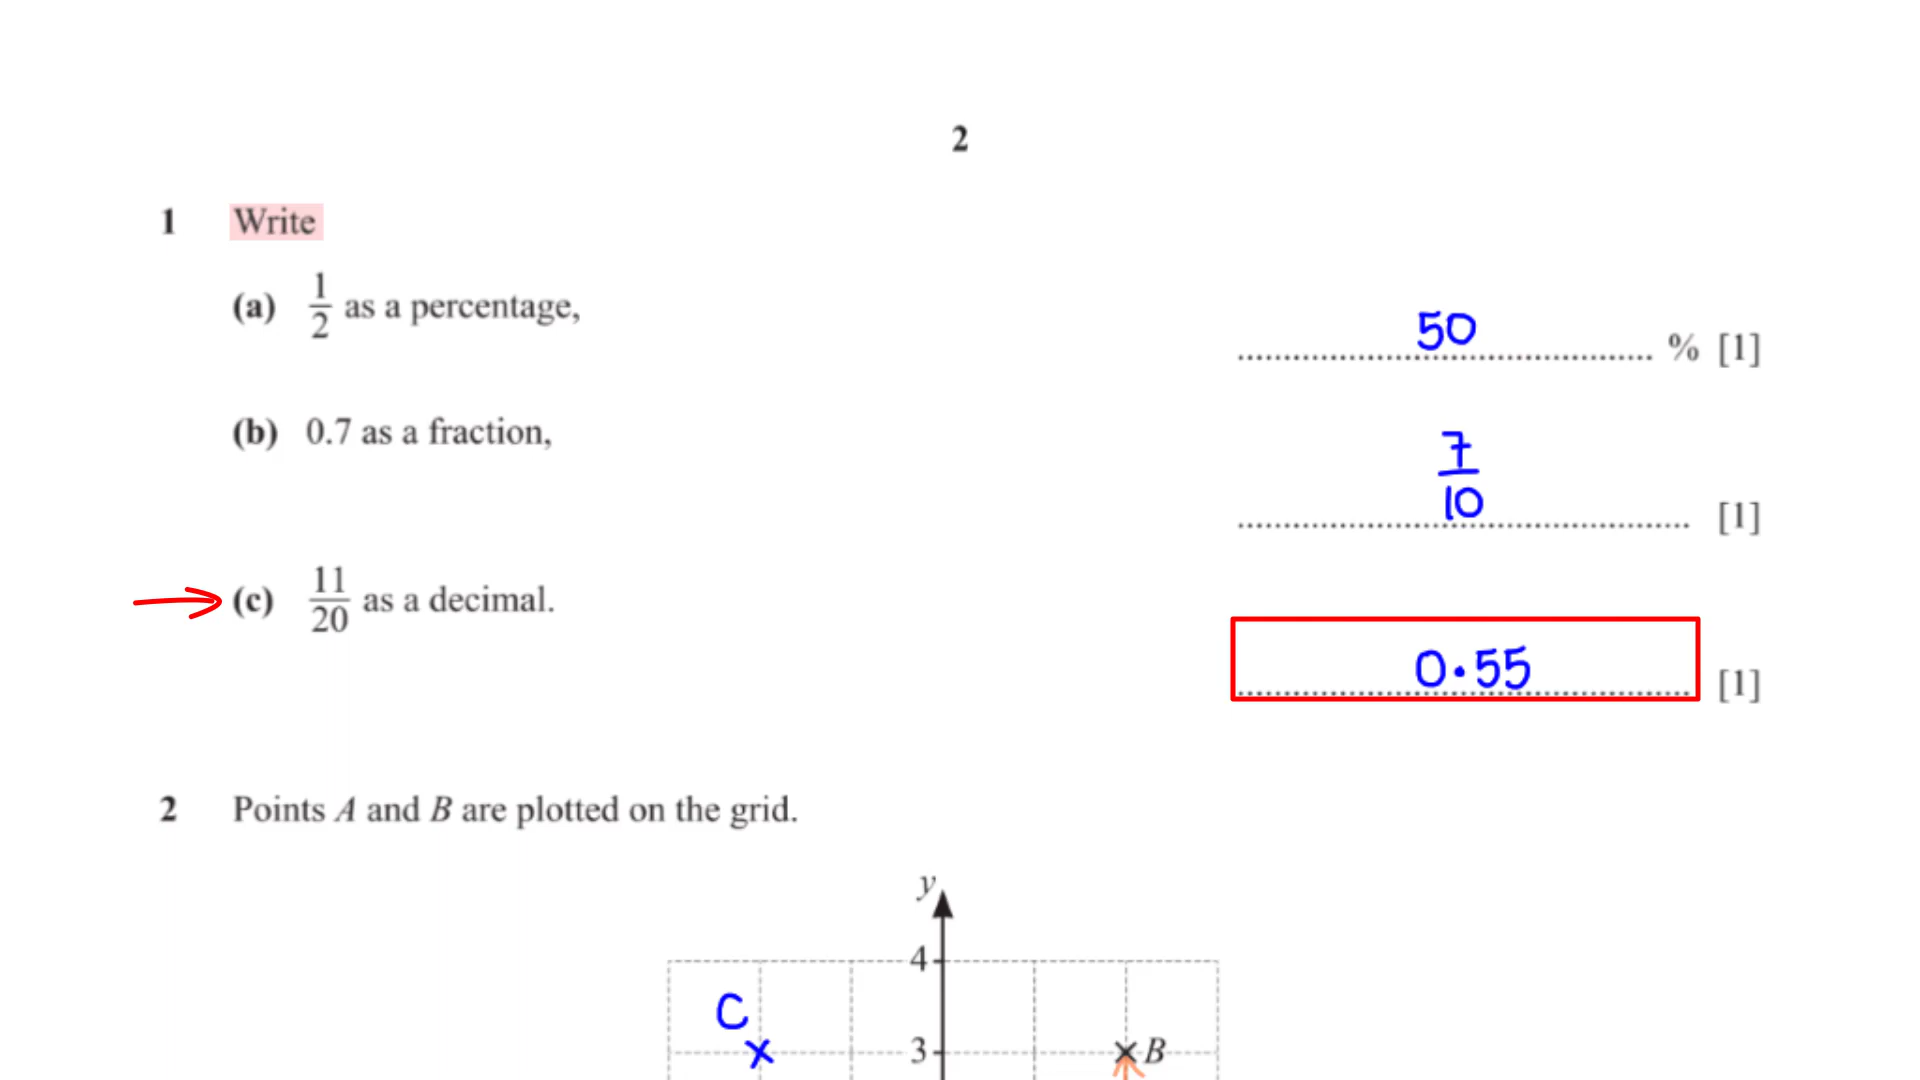 2
1 Write
(a) 1/2 as a percentage,
50
........................ % [1]
(b) 0.7 as a fraction,
7/10
........................ [1]
(c) 11/20 as a decimal.
0.55
........................ [1]
2 Points A and B are plotted on the grid.
y
4
C
3
B